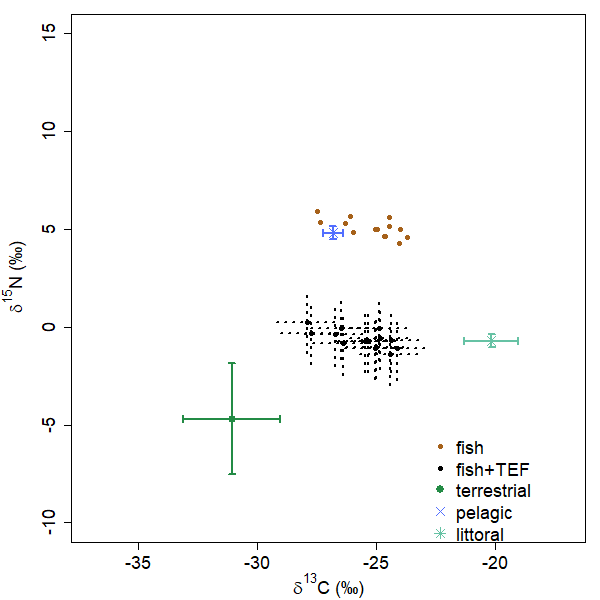 15
10
5
0
-5
-10
δ15N (‰)
fish
fish+TEF
terrestrial
pelagic
littoral
-35 -30 -25 -20
δ13C (‰)